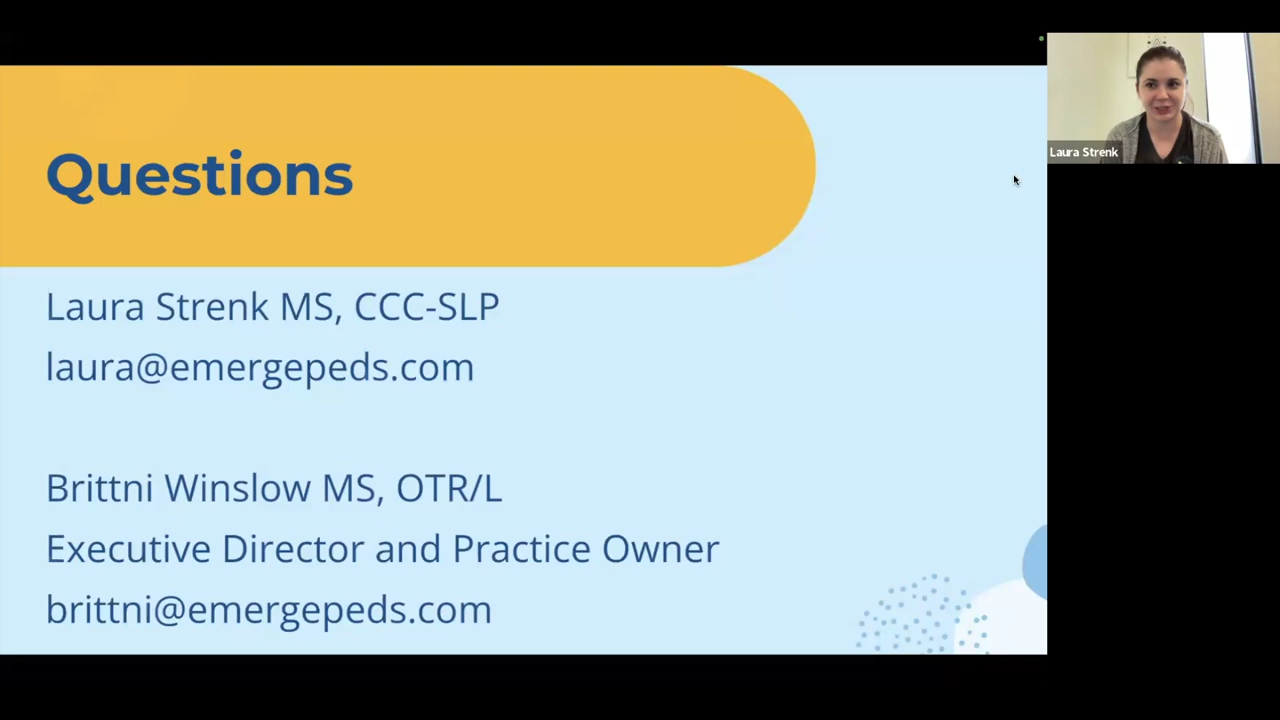 Questions
Laura Strenk MS, CCC-SLP
laura@emergepeds.com
Brittni Winslow MS, OTR/L
Executive Director and Practice Owner
brittni@emergepeds.com
Laura Strenk